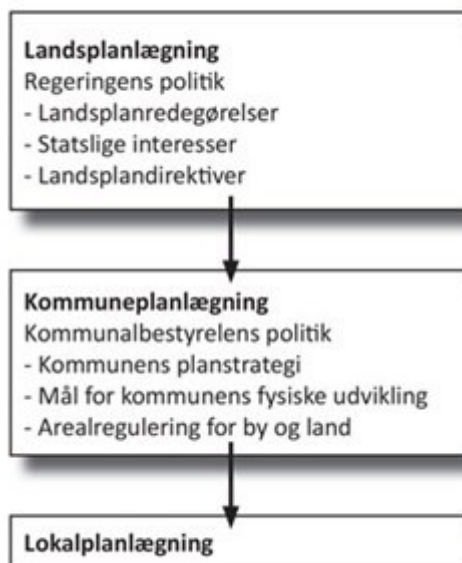 Landsplanlægning
Regeringens politik
- Landsplanredegørelser
- Statslige interesser
- Landsplandirektiver
Kommuneplanlægning
Kommunalbestyrelens politik
- Kommunens planstrategi
- Mål for kommunens fysiske udvikling
- Arealregulering for by og land
Lokalplanlægning